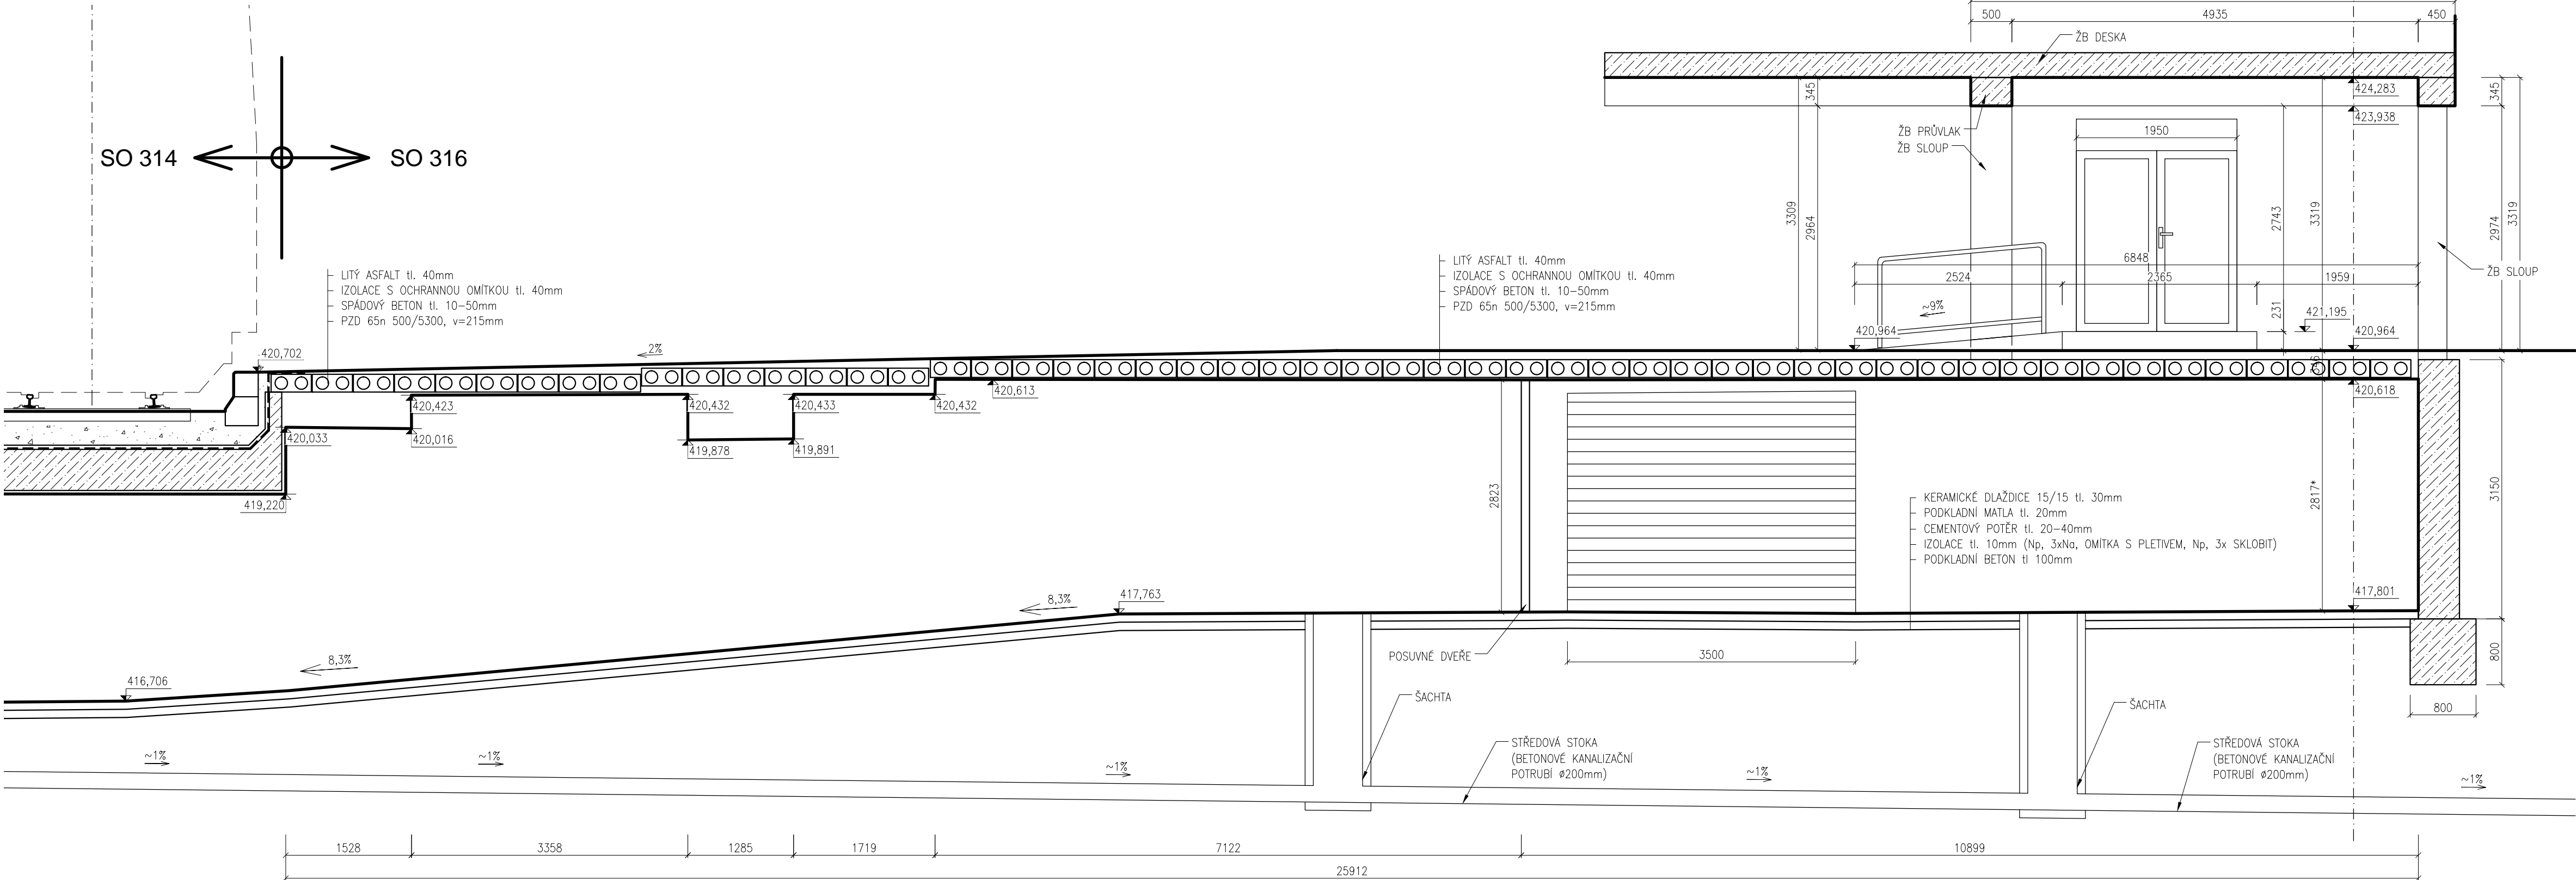 500
4935
450
ŽB DESKA
345
424,283
423,938
345
SO 314
SO 316
ŽB PRŮVLAK
ŽB SLOUP
1950
3309
2964
2743
3319
2974
3319
ŽB SLOUP
LITÝ ASFALT tl. 40mm
IZOLACE S OCHRANNOU OMÍTKOU tl. 40mm
SPÁDOVÝ BETON tl. 10-50mm
PZD 65n 500/5300, v=215mm
LITÝ ASFALT tl. 40mm
IZOLACE S OCHRANNOU OMÍTKOU tl. 40mm
SPÁDOVÝ BETON tl. 10-50mm
PZD 65n 500/5300, v=215mm
6848
2524
2365
1959
~9%
231
421,195
420,964
420,964
420,702
2%
420,423
420,432
420,433
420,432
420,613
420,618
420,033
420,016
419,878
419,891
419,220
2823
2817*
3150
KERAMICKÉ DLAŽDICE 15/15 tl. 30mm
PODKLADNÍ MATLA tl. 20mm
CEMENTOVÝ POTĚR tl. 20-40mm
IZOLACE tl. 10mm (Np, 3xNa, OMÍTKA S PLETIVEM, Np, 3x SKLOBIT)
PODKLADNÍ BETON tl 100mm
8,3%
417,763
417,801
8,3%
416,706
POSUVNÉ DVEŘE
3500
800
800
ŠACHTA
ŠACHTA
STŘEDOVÁ STOKA
(BETONOVÉ KANALIZAČNÍ
POTRUBÍ ø200mm)
STŘEDOVÁ STOKA
(BETONOVÉ KANALIZAČNÍ
POTRUBÍ ø200mm)
~1%
~1%
~1%
~1%
~1%
1528
3358
1285
1719
7122
10899
25912